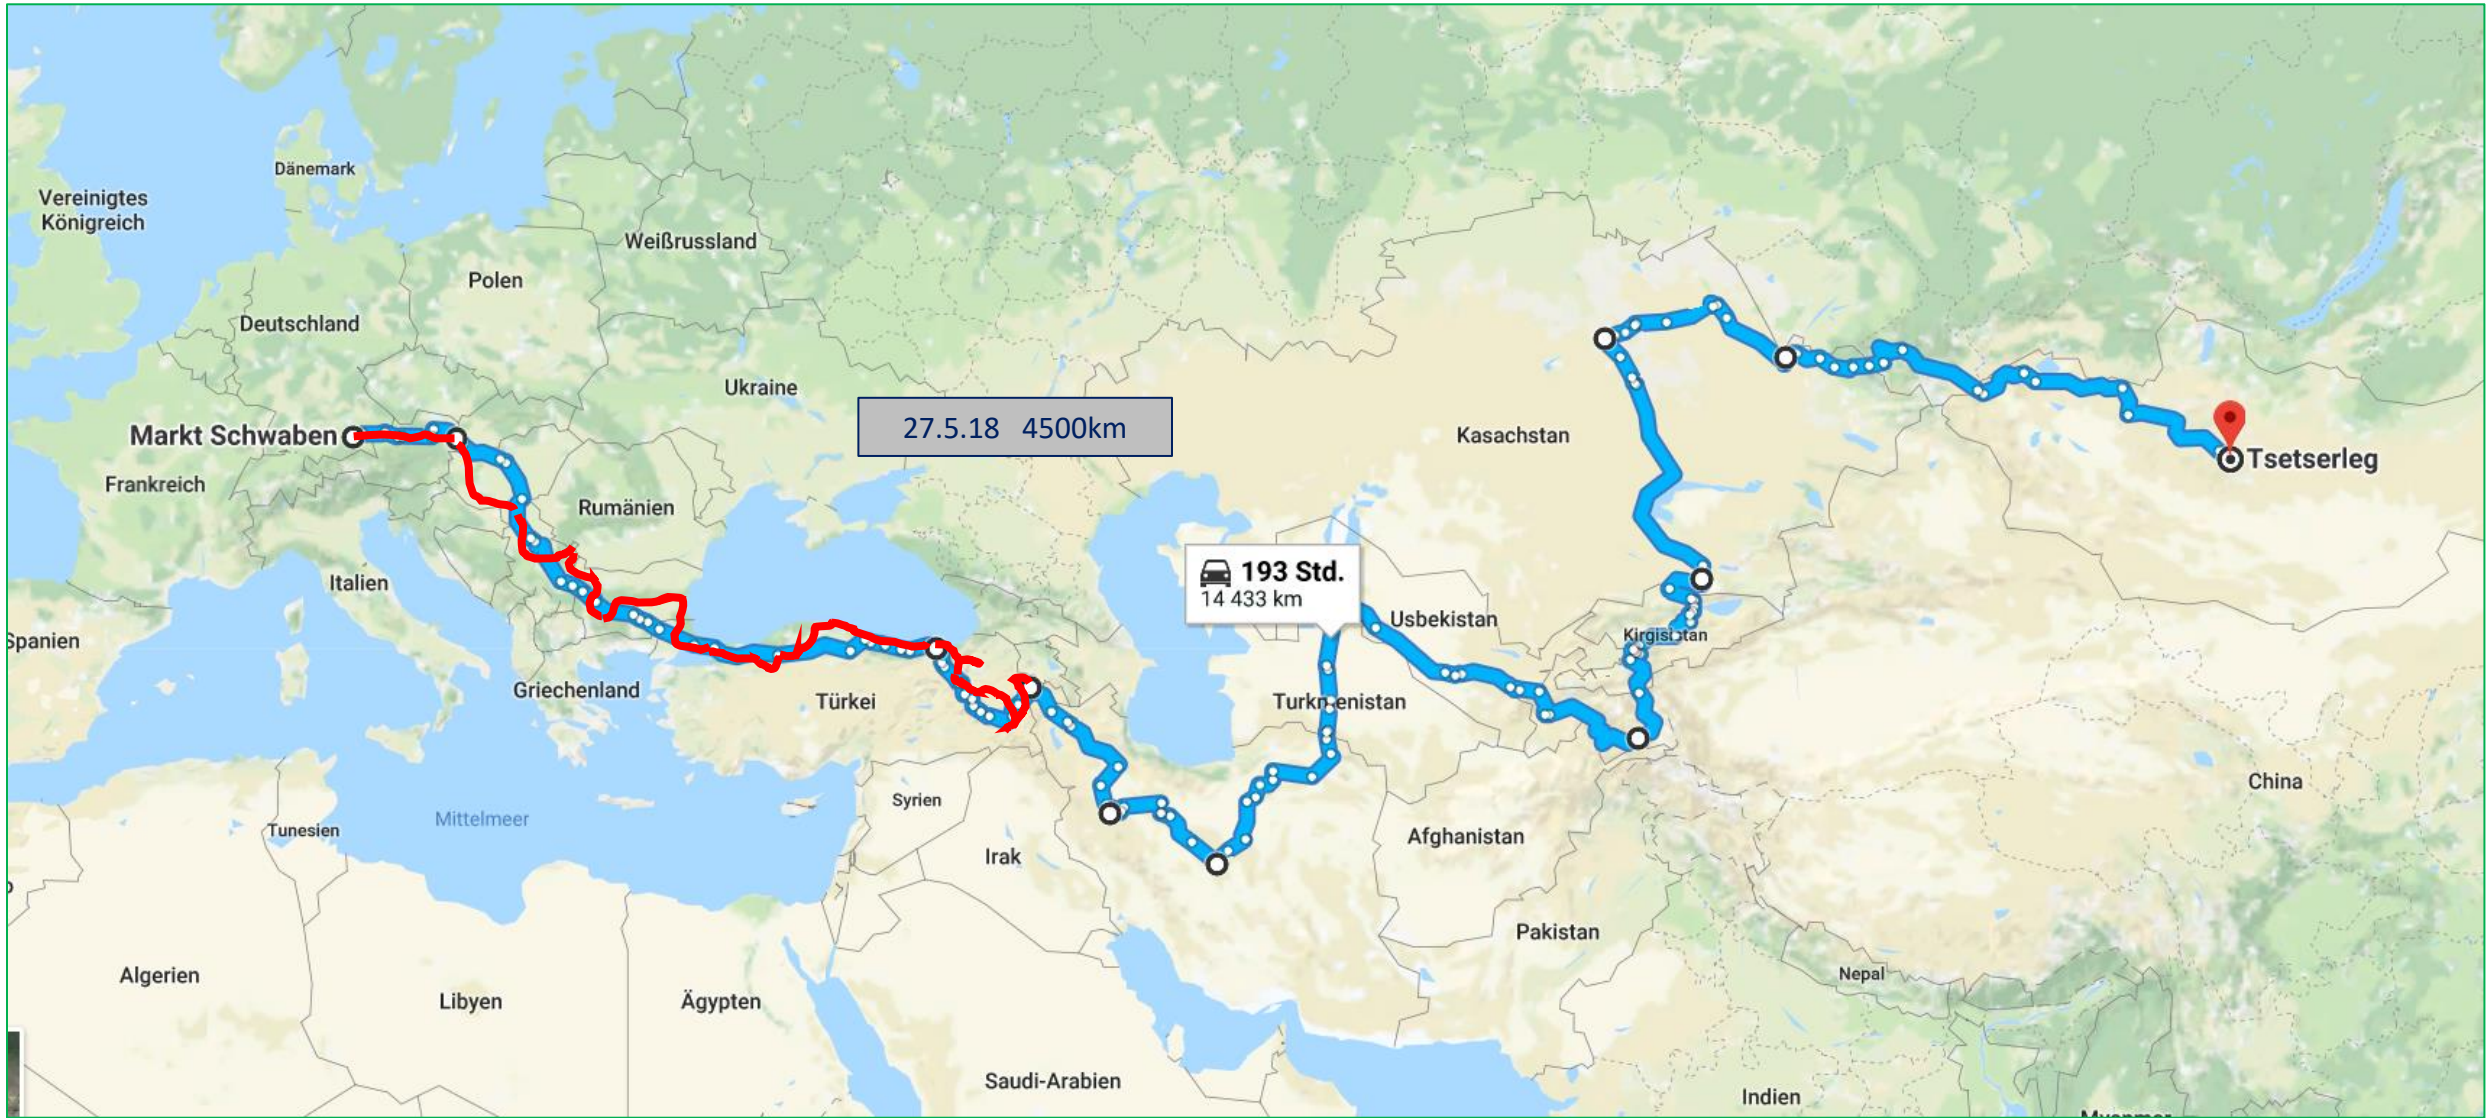 Dänemark
Vereinigtes
Königreich
Weißrussland
Polen
Deutschland
Ukraine
27.5.18 4500km
Markt Schwaben
Kasachstan
Tsetserleg
Frankreich
Rumänien
193 Std.
14 433 km
Italien
Usbekistan
Kirgisistan
Spanien
Griechenland
Türkei
Turkmenistan
China
Syrien
Mittelmeer
Tunesien
Afghanistan
Irak
Pakistan
Algerien
Libyen
Ägypten
Nepal
Saudi-Arabien
Indien
Myanmar